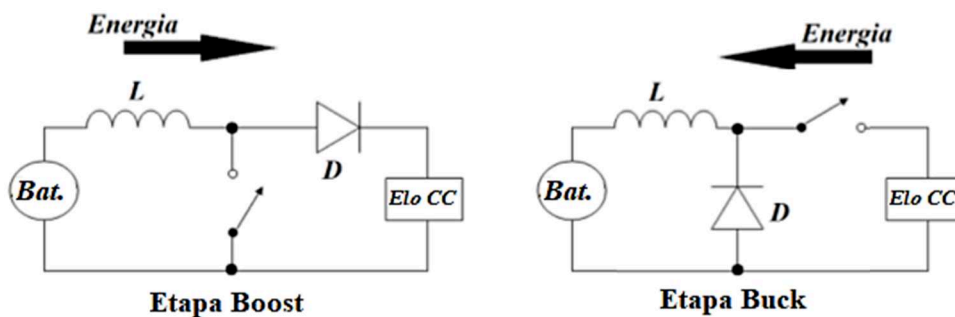 Energia
L
D
Bat.
Elo CC
Etapa Boost
Energia
L
D
Bat.
Elo CC
Etapa Buck